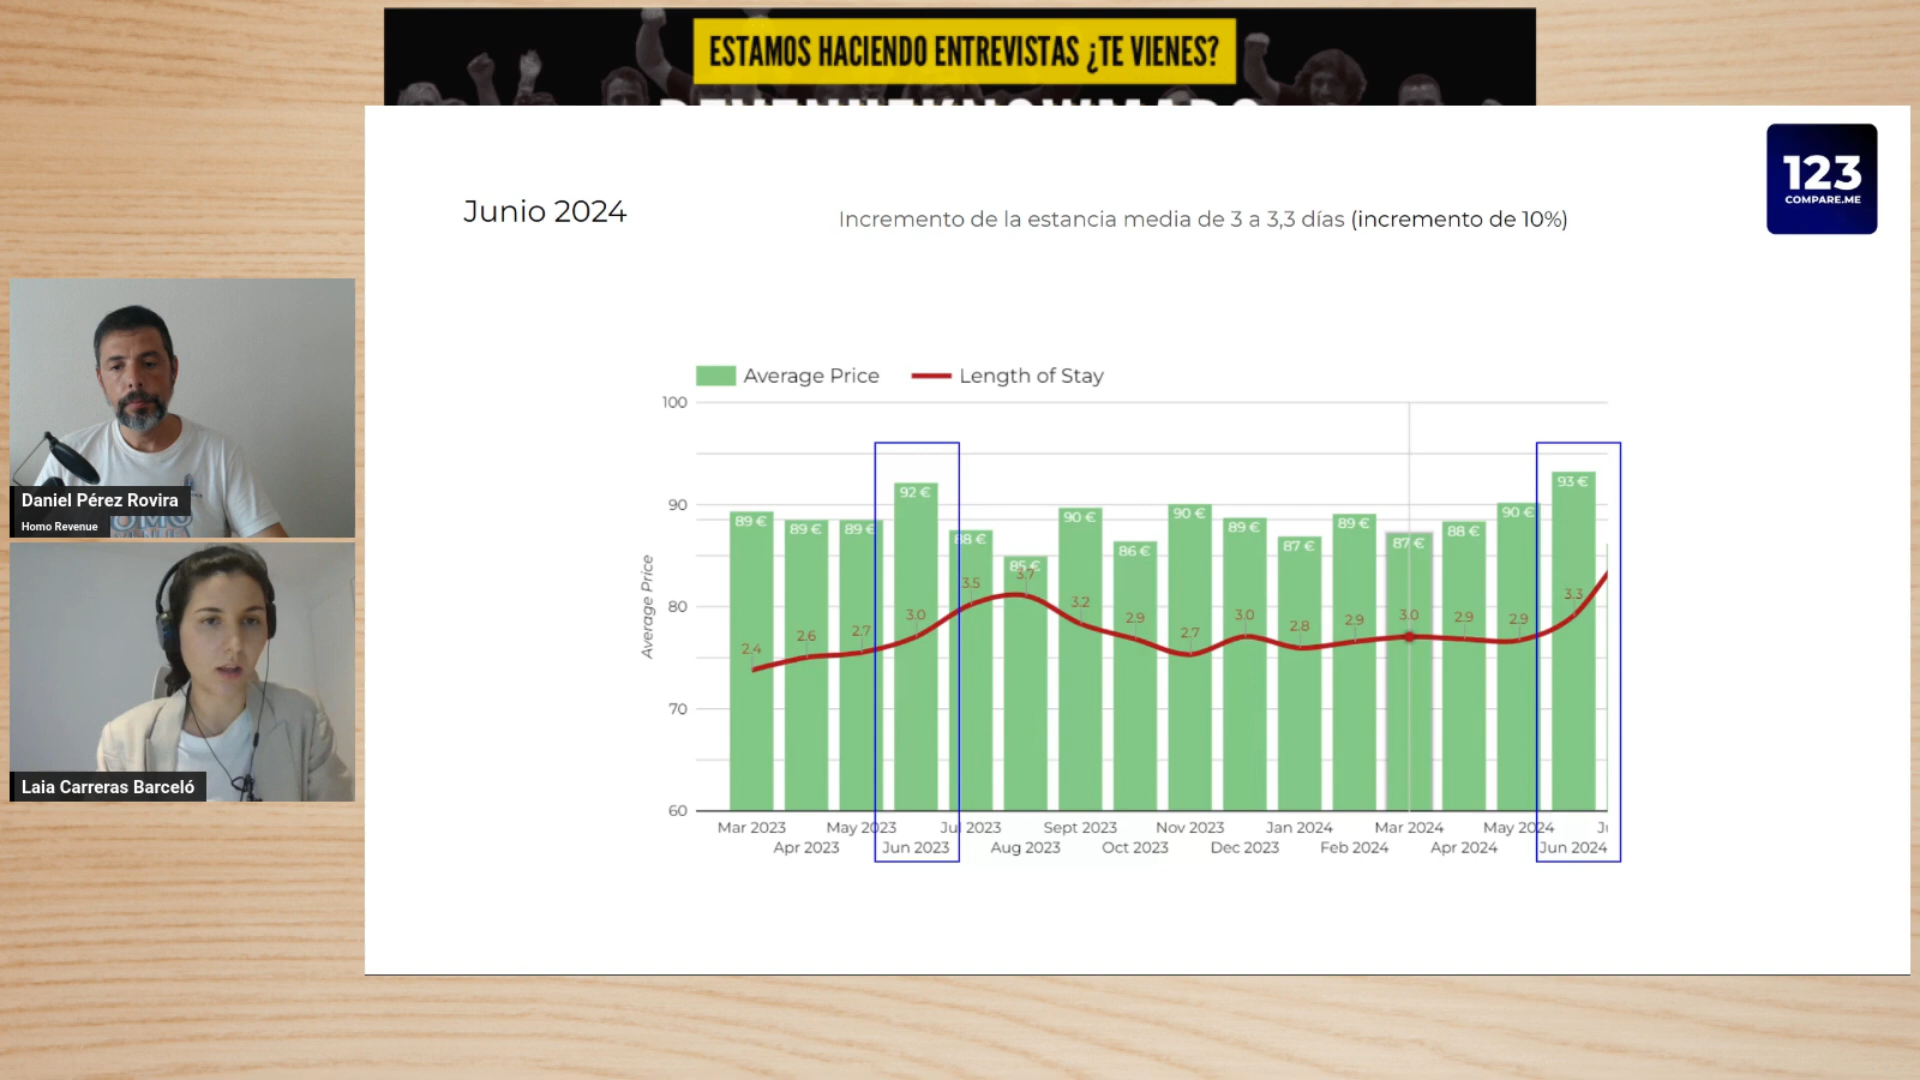 ESTAMOS HACIENDO ENTREVISTAS ¿TE VIENES?
123
COMPARE.ME
Junio 2024
Incremento de la estancia media de 3 a 3,3 días (incremento de 10%)
Average Price
Length of Stay
100
90
80
70
60
Average Price
89 €
89 €
89 €
92 €
88 €
85 €
90 €
86 €
90 €
89 €
87 €
89 €
87 €
88 €
90 €
93 €
2.4
2.6
2.7
3.0
3.5
3.7
3.2
2.9
2.7
3.0
2.8
2.9
3.0
2.9
2.9
3.3
Mar 2023
Apr 2023
May 2023
Jun 2023
Jul 2023
Aug 2023
Sept 2023
Oct 2023
Nov 2023
Dec 2023
Jan 2024
Feb 2024
Mar 2024
Apr 2024
May 2024
Jun 2024
Daniel Pérez Rovira
Homo Revenue
Laia Carreras Barceló